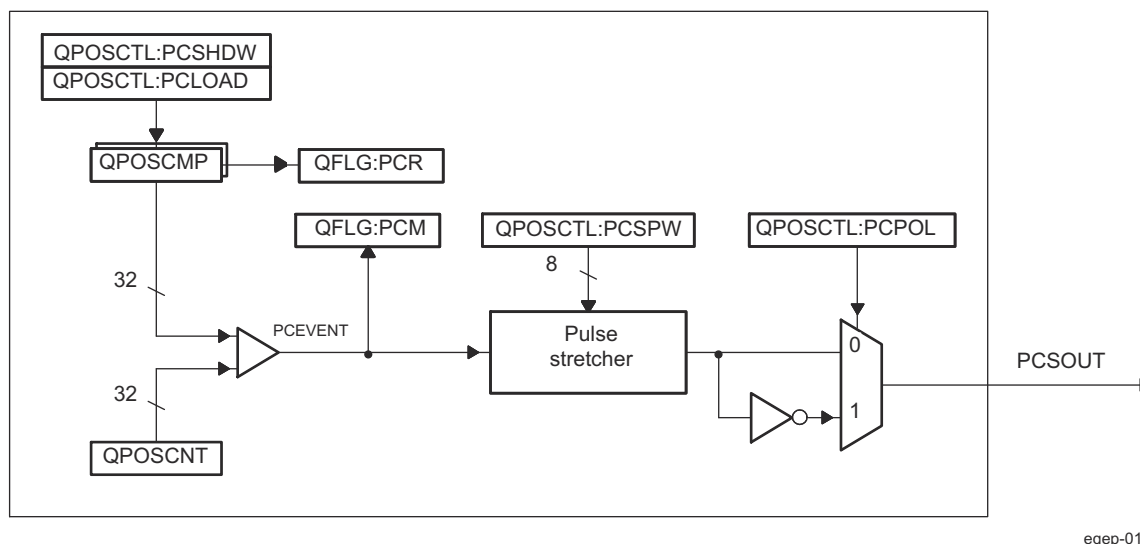 QPOSCTL:PCSHDW
QPOSCTL:PCLOAD
QPOSCMP
QFLG:PCR
QFLG:PCM
QPOSCTL:PCSPW
QPOSCTL:PCPOL
8
32
PCEVENT
Pulse
stretcher
0
PCSOUT
32
1
QPOSCNT
eqep-01